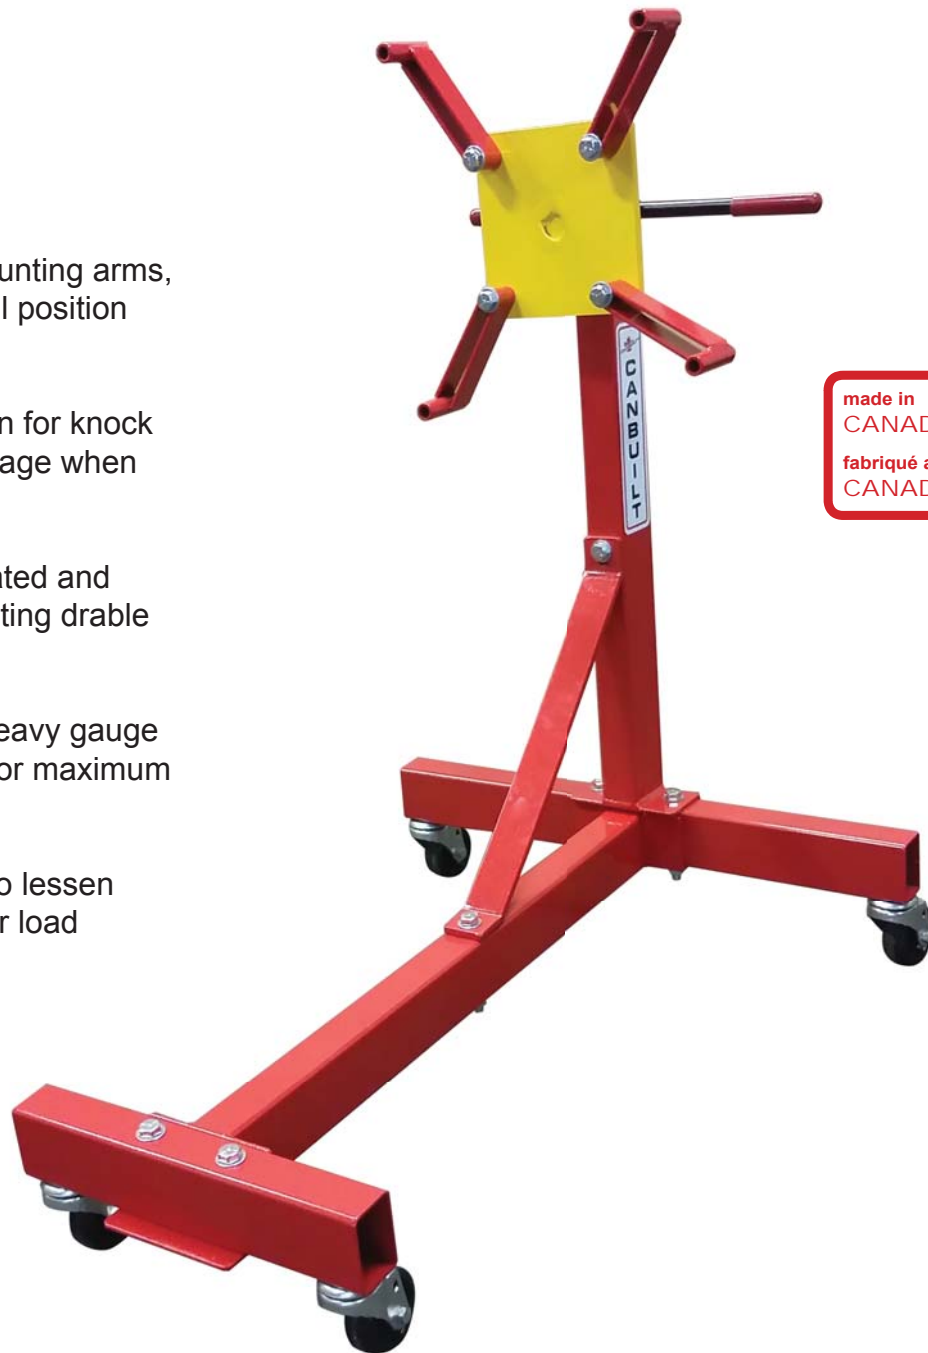 unting arms,
l position
n for knock
age when
ated and
ting drable
eavy gauge
or maximum
o lessen
r load
CANBUILT
made in
CANAD
fabriqué a
CANAD